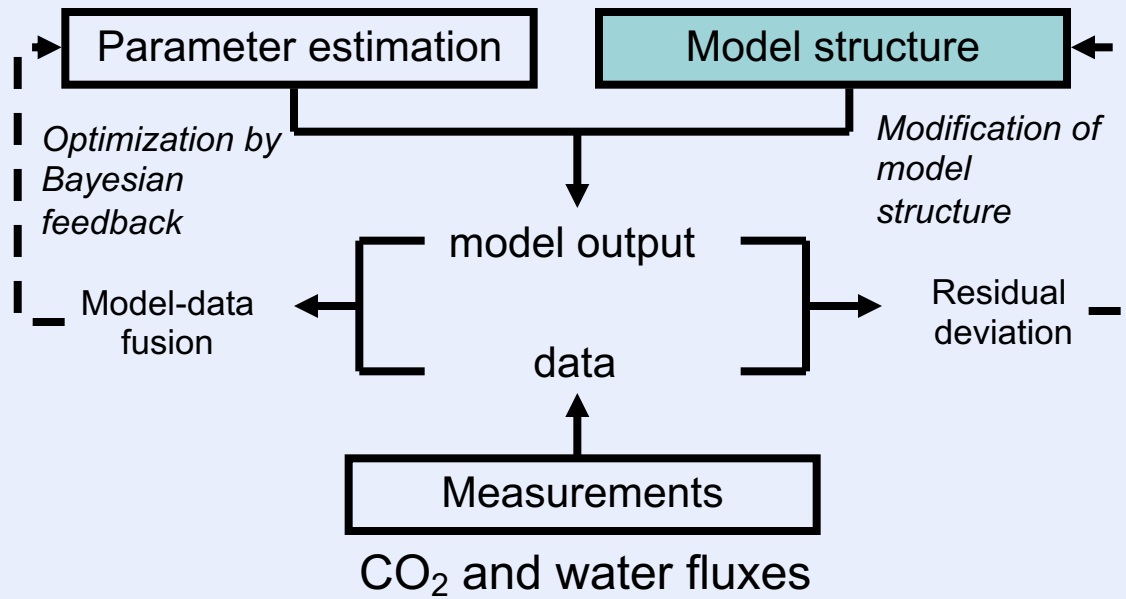 Parameter estimation
Model structure
Optimization by
Bayesian
feedback
Modification of
model
structure
model output
Model-data
fusion
Residual
deviation
data
Measurements
CO₂ and water fluxes